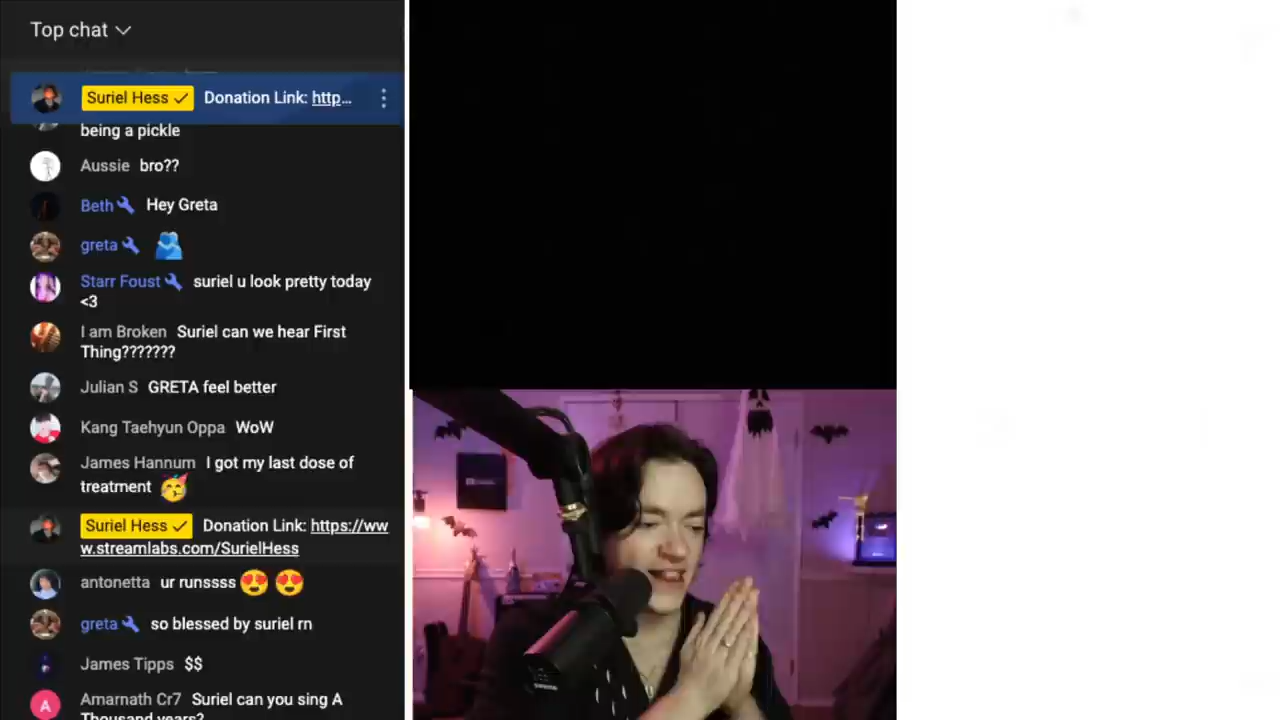 Top chat
Suriel Hess Donation Link: http...
being a pickle
Aussie bro??
Beth Hey Greta
greta
Starr Foust suriel u look pretty today
<3
I am Broken Suriel can we hear First
Thing???????
Julian S GRETA feel better
Kang Taehyun Oppa WoW
James Hannum I got my last dose of
treatment
Suriel Hess Donation Link: https://ww
w.streamlabs.com/SurielHess
antonetta ur runssss
greta so blessed by suriel rn
James Tipps $$
A
Amarnath Cr7 Suriel can you sing A
Thousand years?